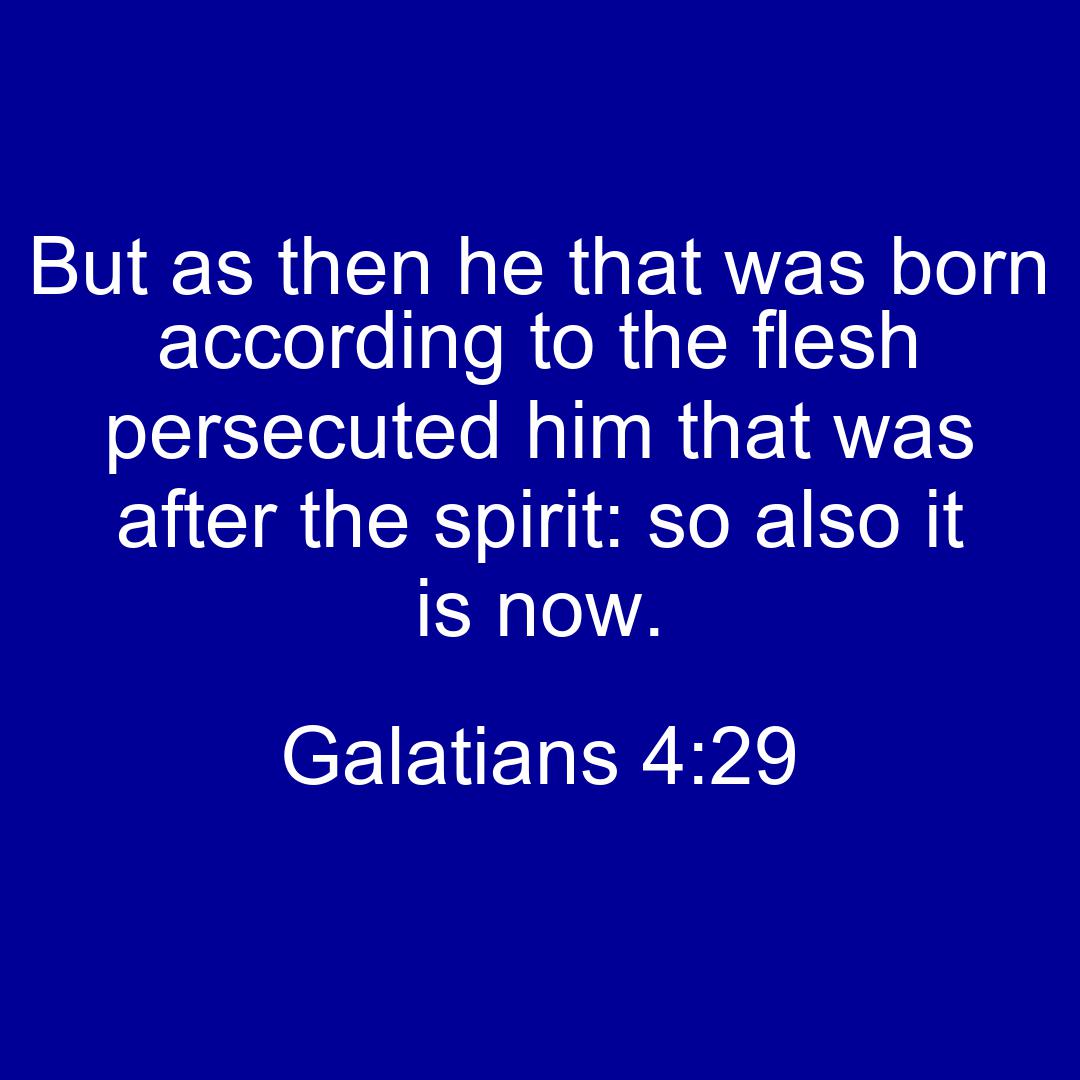 But as then he that was born
according to the flesh
persecuted him that was
after the spirit: so also it
is now.
Galatians 4:29